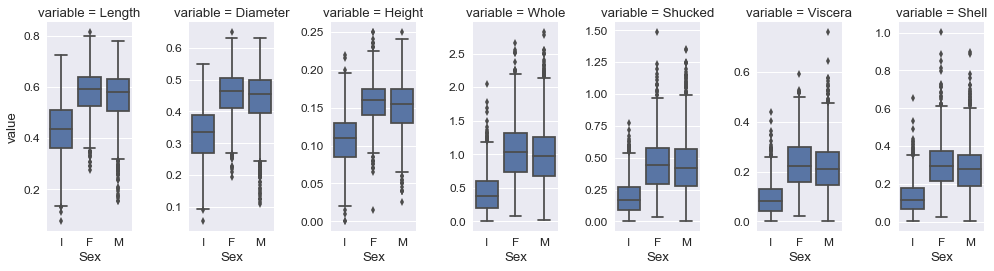 variable = Length
variable = Diameter
variable = Height
variable = Whole
variable = Shucked
variable = Viscera
variable = Shell
value
0.8
0.6
0.4
0.2
I F M
Sex
0.6
0.5
0.4
0.3
0.2
0.1
I F M
Sex
0.25
0.20
0.15
0.10
0.05
0.00
I F M
Sex
2.5
2.0
1.5
1.0
0.5
0.0
I F M
Sex
1.50
1.25
1.00
0.75
0.50
0.25
0.00
I F M
Sex
0.6
0.4
0.2
0.0
I F M
Sex
1.0
0.8
0.6
0.4
0.2
0.0
I F M
Sex